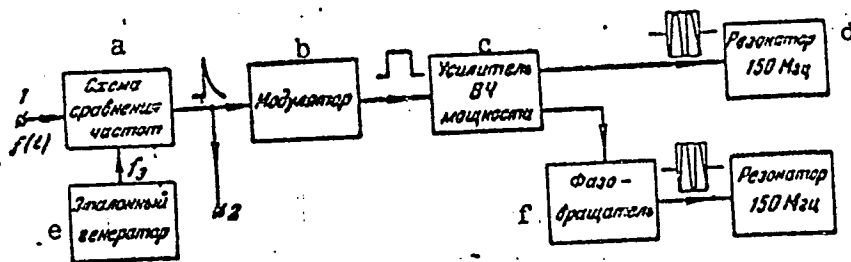 a
b
c
d
1
f(t)
Схема
сравнения
частот
Модулятор
Усилитель
ВЧ
мощности
Резонатор
150 Мгц
fэ
2
e
Эталонный
генератор
f
Фазо-
вращатель
Резонатор
150 Мгц